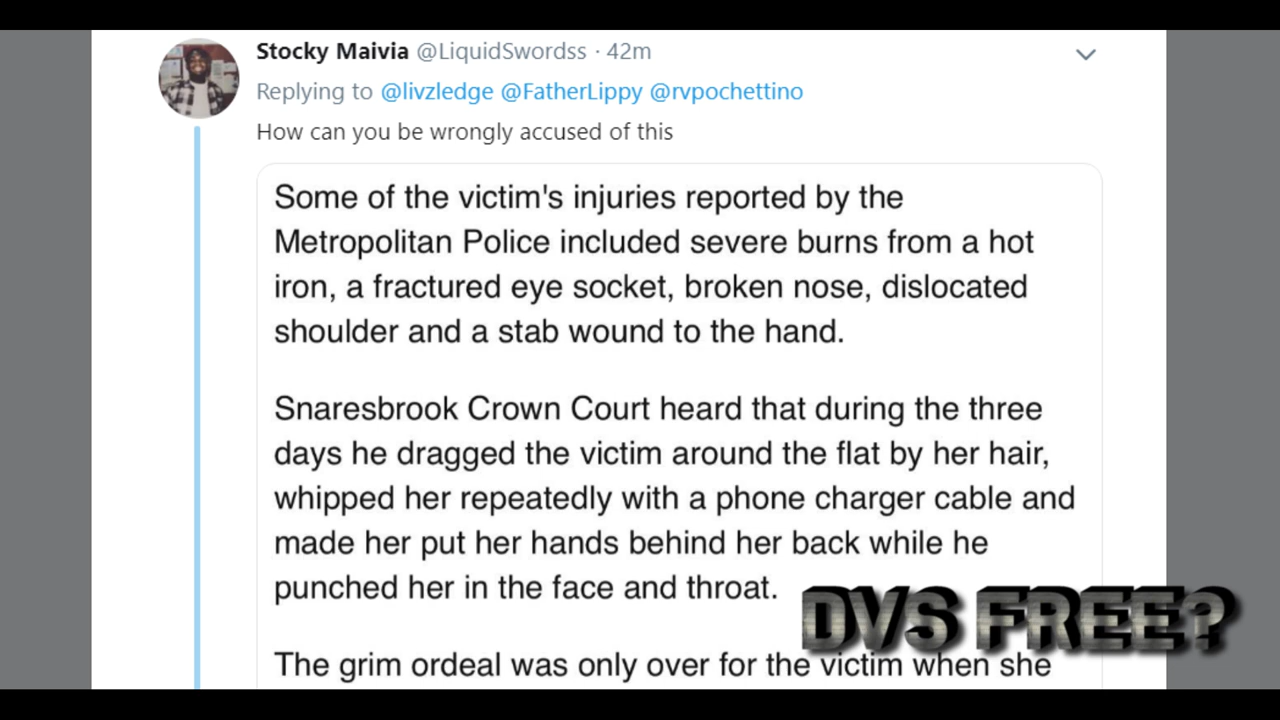 Stocky Maivia @LiquidSwordss · 42m
Replying to @livzledge @FatherLippy @rvpochettino
How can you be wrongly accused of this
Some of the victim's injuries reported by the
Metropolitan Police included severe burns from a hot
iron, a fractured eye socket, broken nose, dislocated
shoulder and a stab wound to the hand.
Snaresbrook Crown Court heard that during the three
days he dragged the victim around the flat by her hair,
whipped her repeatedly with a phone charger cable and
made her put her hands behind her back while he
punched her in the face and throat.
DVS FREE?
The grim ordeal was only over for the victim when she